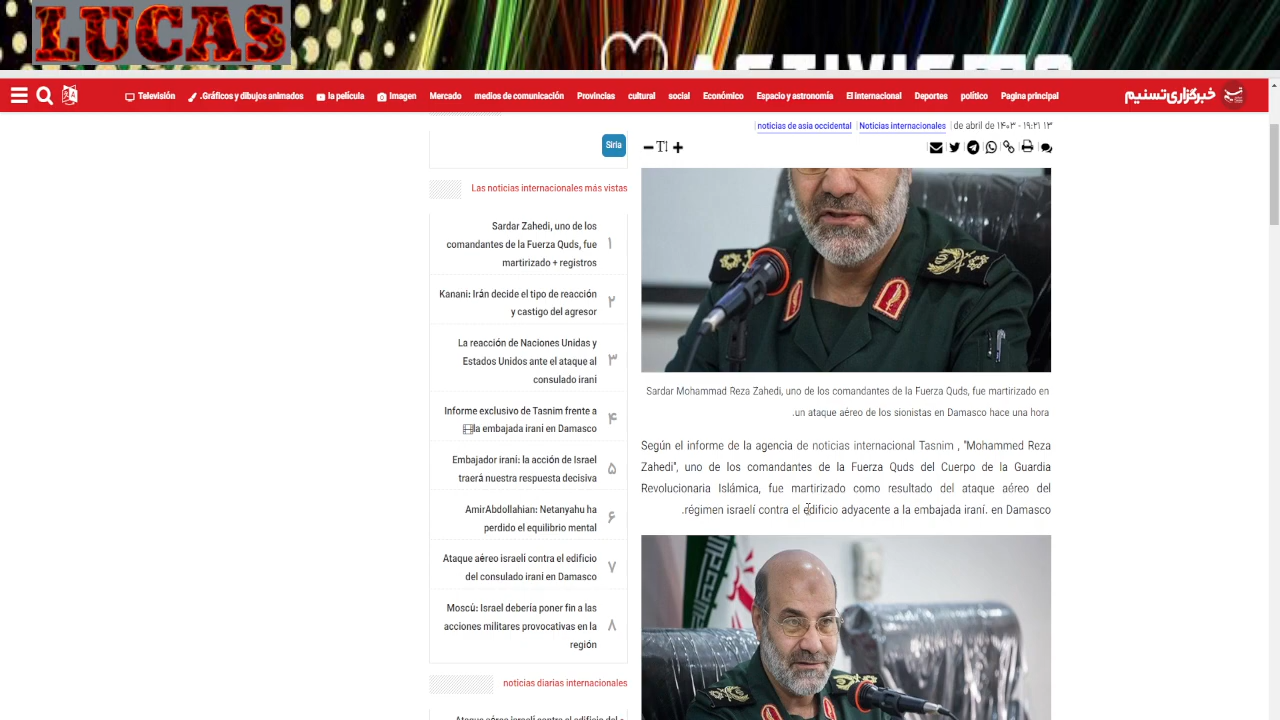 LUCAS
Televisión
.Gráficos y dibujos animados
la película
Imagen
Mercado
medios de comunicación
Provincias
cultural
social
Económico
Espacio y astronomía
El Internacional
Deportes
político
Pagina principal
خبرگزاری تسنیم
noticias de asia occidental | Noticias internacionales | de abril de ۱۴۰۳ - ۱۹:۲۱ ۱۳
Siria
Las noticias internacionales más vistas
۱
Sardar Zahedi, uno de los
comandantes de la Fuerza Quds, fue
martirizado + registros
۲
Kanani: Irán decide el tipo de reacción
y castigo del agresor
۳
La reacción de Naciones Unidas y
Estados Unidos ante el ataque al
consulado iraní
۴
Informe exclusivo de Tasnim frente a
la embajada iraní en Damasco
۵
Embajador iraní: la acción de Israel
traerá nuestra respuesta decisiva
۶
AmirAbdollahian: Netanyahu ha
perdido el equilibrio mental
۷
Ataque aéreo israelí contra el edificio
del consulado iraní en Damasco
۸
Moscú: Israel debería poner fin a las
acciones militares provocativas en la
región
noticias diarias internacionales
Sardar Mohammad Reza Zahedi, uno de los comandantes de la Fuerza Quds, fue martirizado en
.un ataque aéreo de los sionistas en Damasco hace una hora
Según el informe de la agencia de noticias internacional Tasnim , "Mohammed Reza
Zahedi", uno de los comandantes de la Fuerza Quds del Cuerpo de la Guardia
Revolucionaria Islámica, fue martirizado como resultado del ataque aéreo del
.régimen israelí contra el edificio adyacente a la embajada iraní. en Damasco